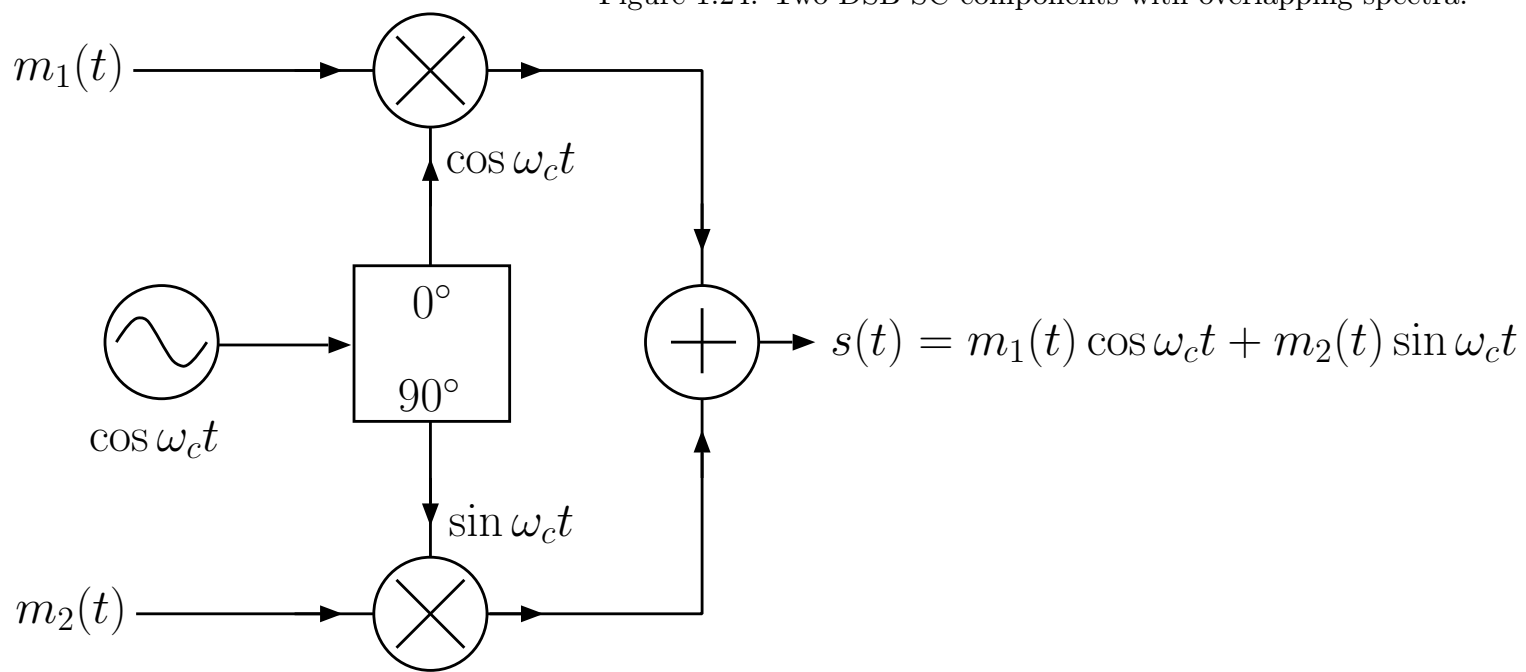 Figure 1.24: Two DSB-SC components with overlapping spectra.
m₁(t)
cos ω_c t
0°
s(t) = m₁(t) cos ω_c t + m₂(t) sin ω_c t
90°
cos ω_c t
sin ω_c t
m₂(t)